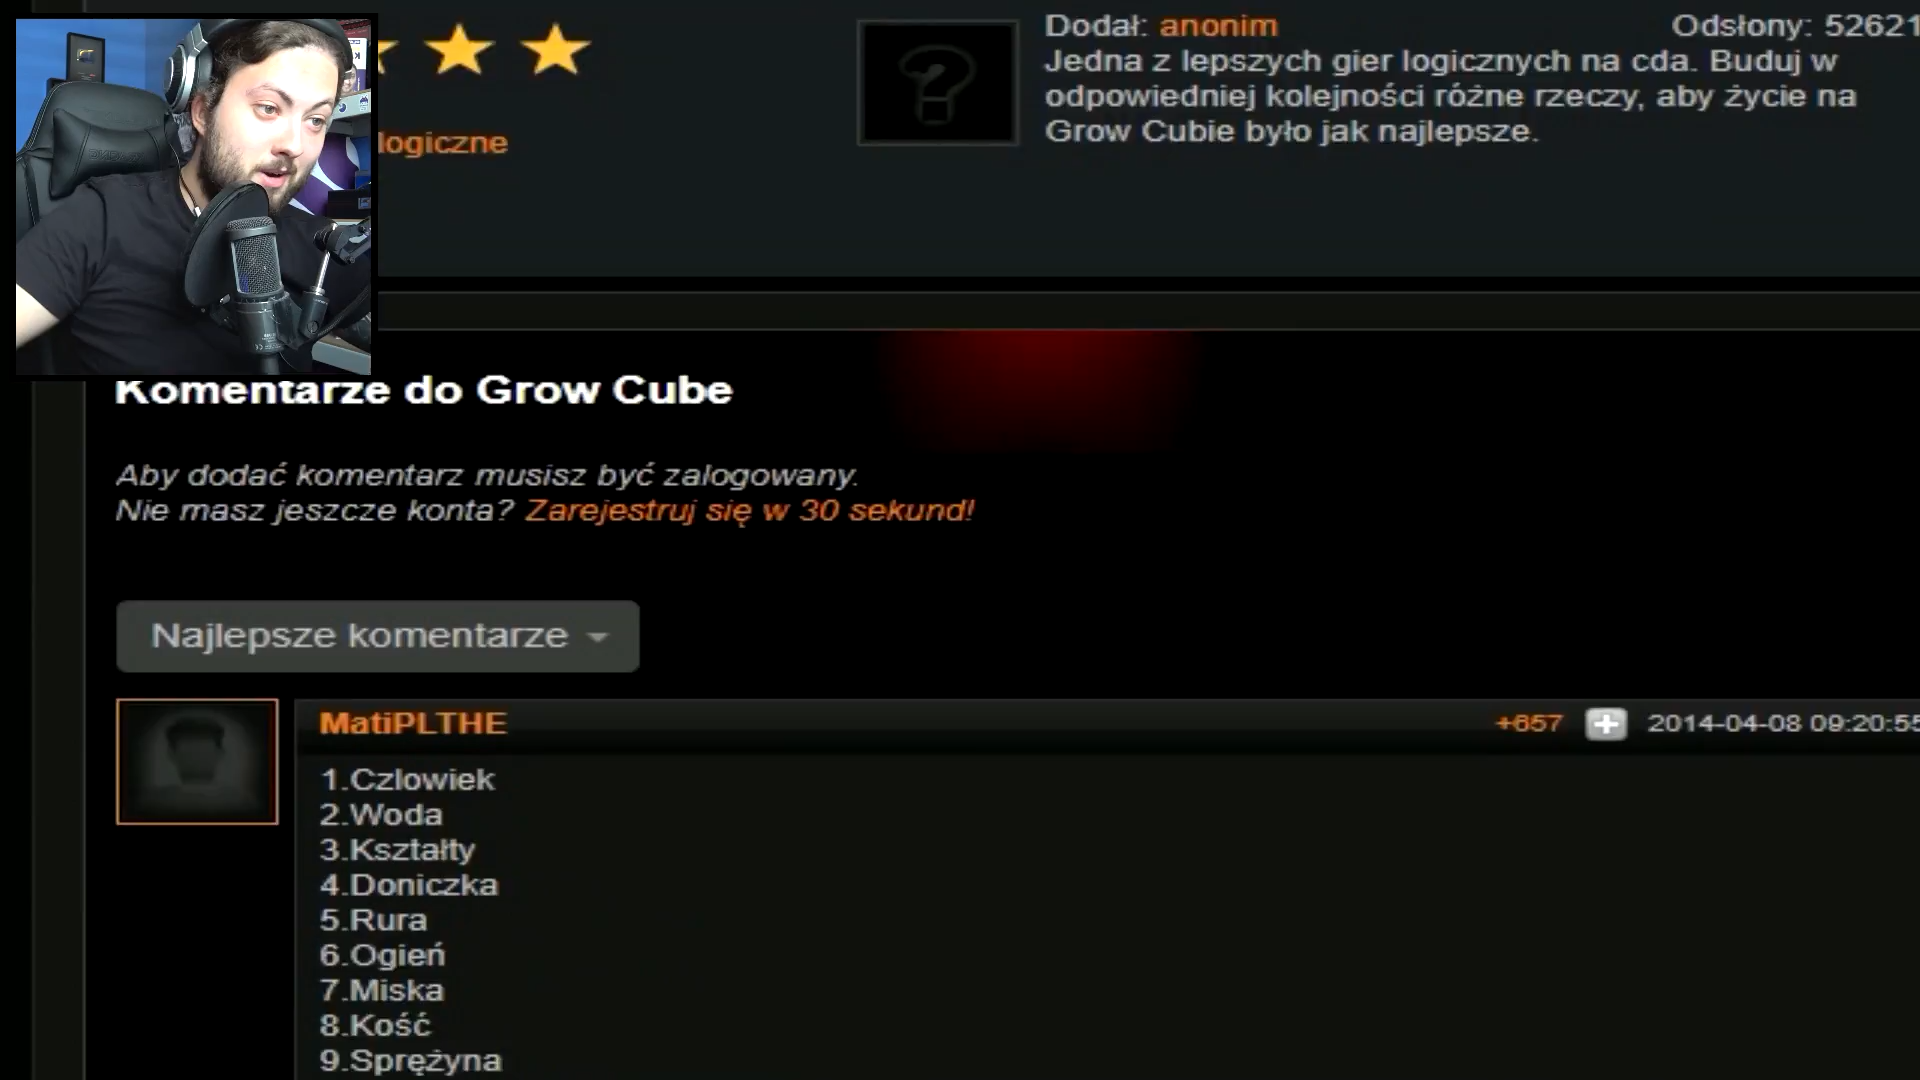 Dodał: anonim
Odsłony: 52621
Jedna z lepszych gier logicznych na cda. Buduj w
odpowiedniej kolejności różne rzeczy, aby życie na
Grow Cubie było jak najlepsze.
logiczne
Komentarze do Grow Cube
Aby dodać komentarz musisz być zalogowany.
Nie masz jeszcze konta? Zarejestruj się w 30 sekund!
Najlepsze komentarze
MatiPLTHE
+657
2014-04-08 09:20:55
1.Czlowiek
2.Woda
3.Kształty
4.Doniczka
5.Rura
6.Ogień
7.Miska
8.Kość
9.Sprężyna